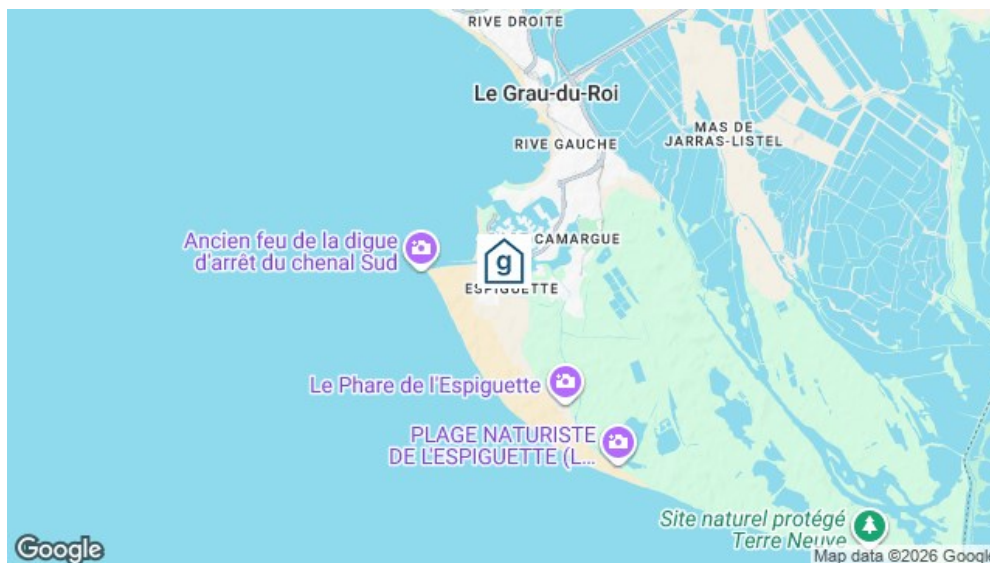 RIVE DROITE
Le Grau-du-Roi
MAS DE
JARRAS-LISTEL
RIVE GAUCHE
Ancien feu de la digue
d'arrêt du chenal Sud
CAMARGUE
g
ESPIGUETTE
Le Phare de l'Espiguette
PLAGE NATURISTE
DE L'ESPIGUETTE (L...
Site naturel protégé
Terre Neuve
Google
Map data ©2026 Google